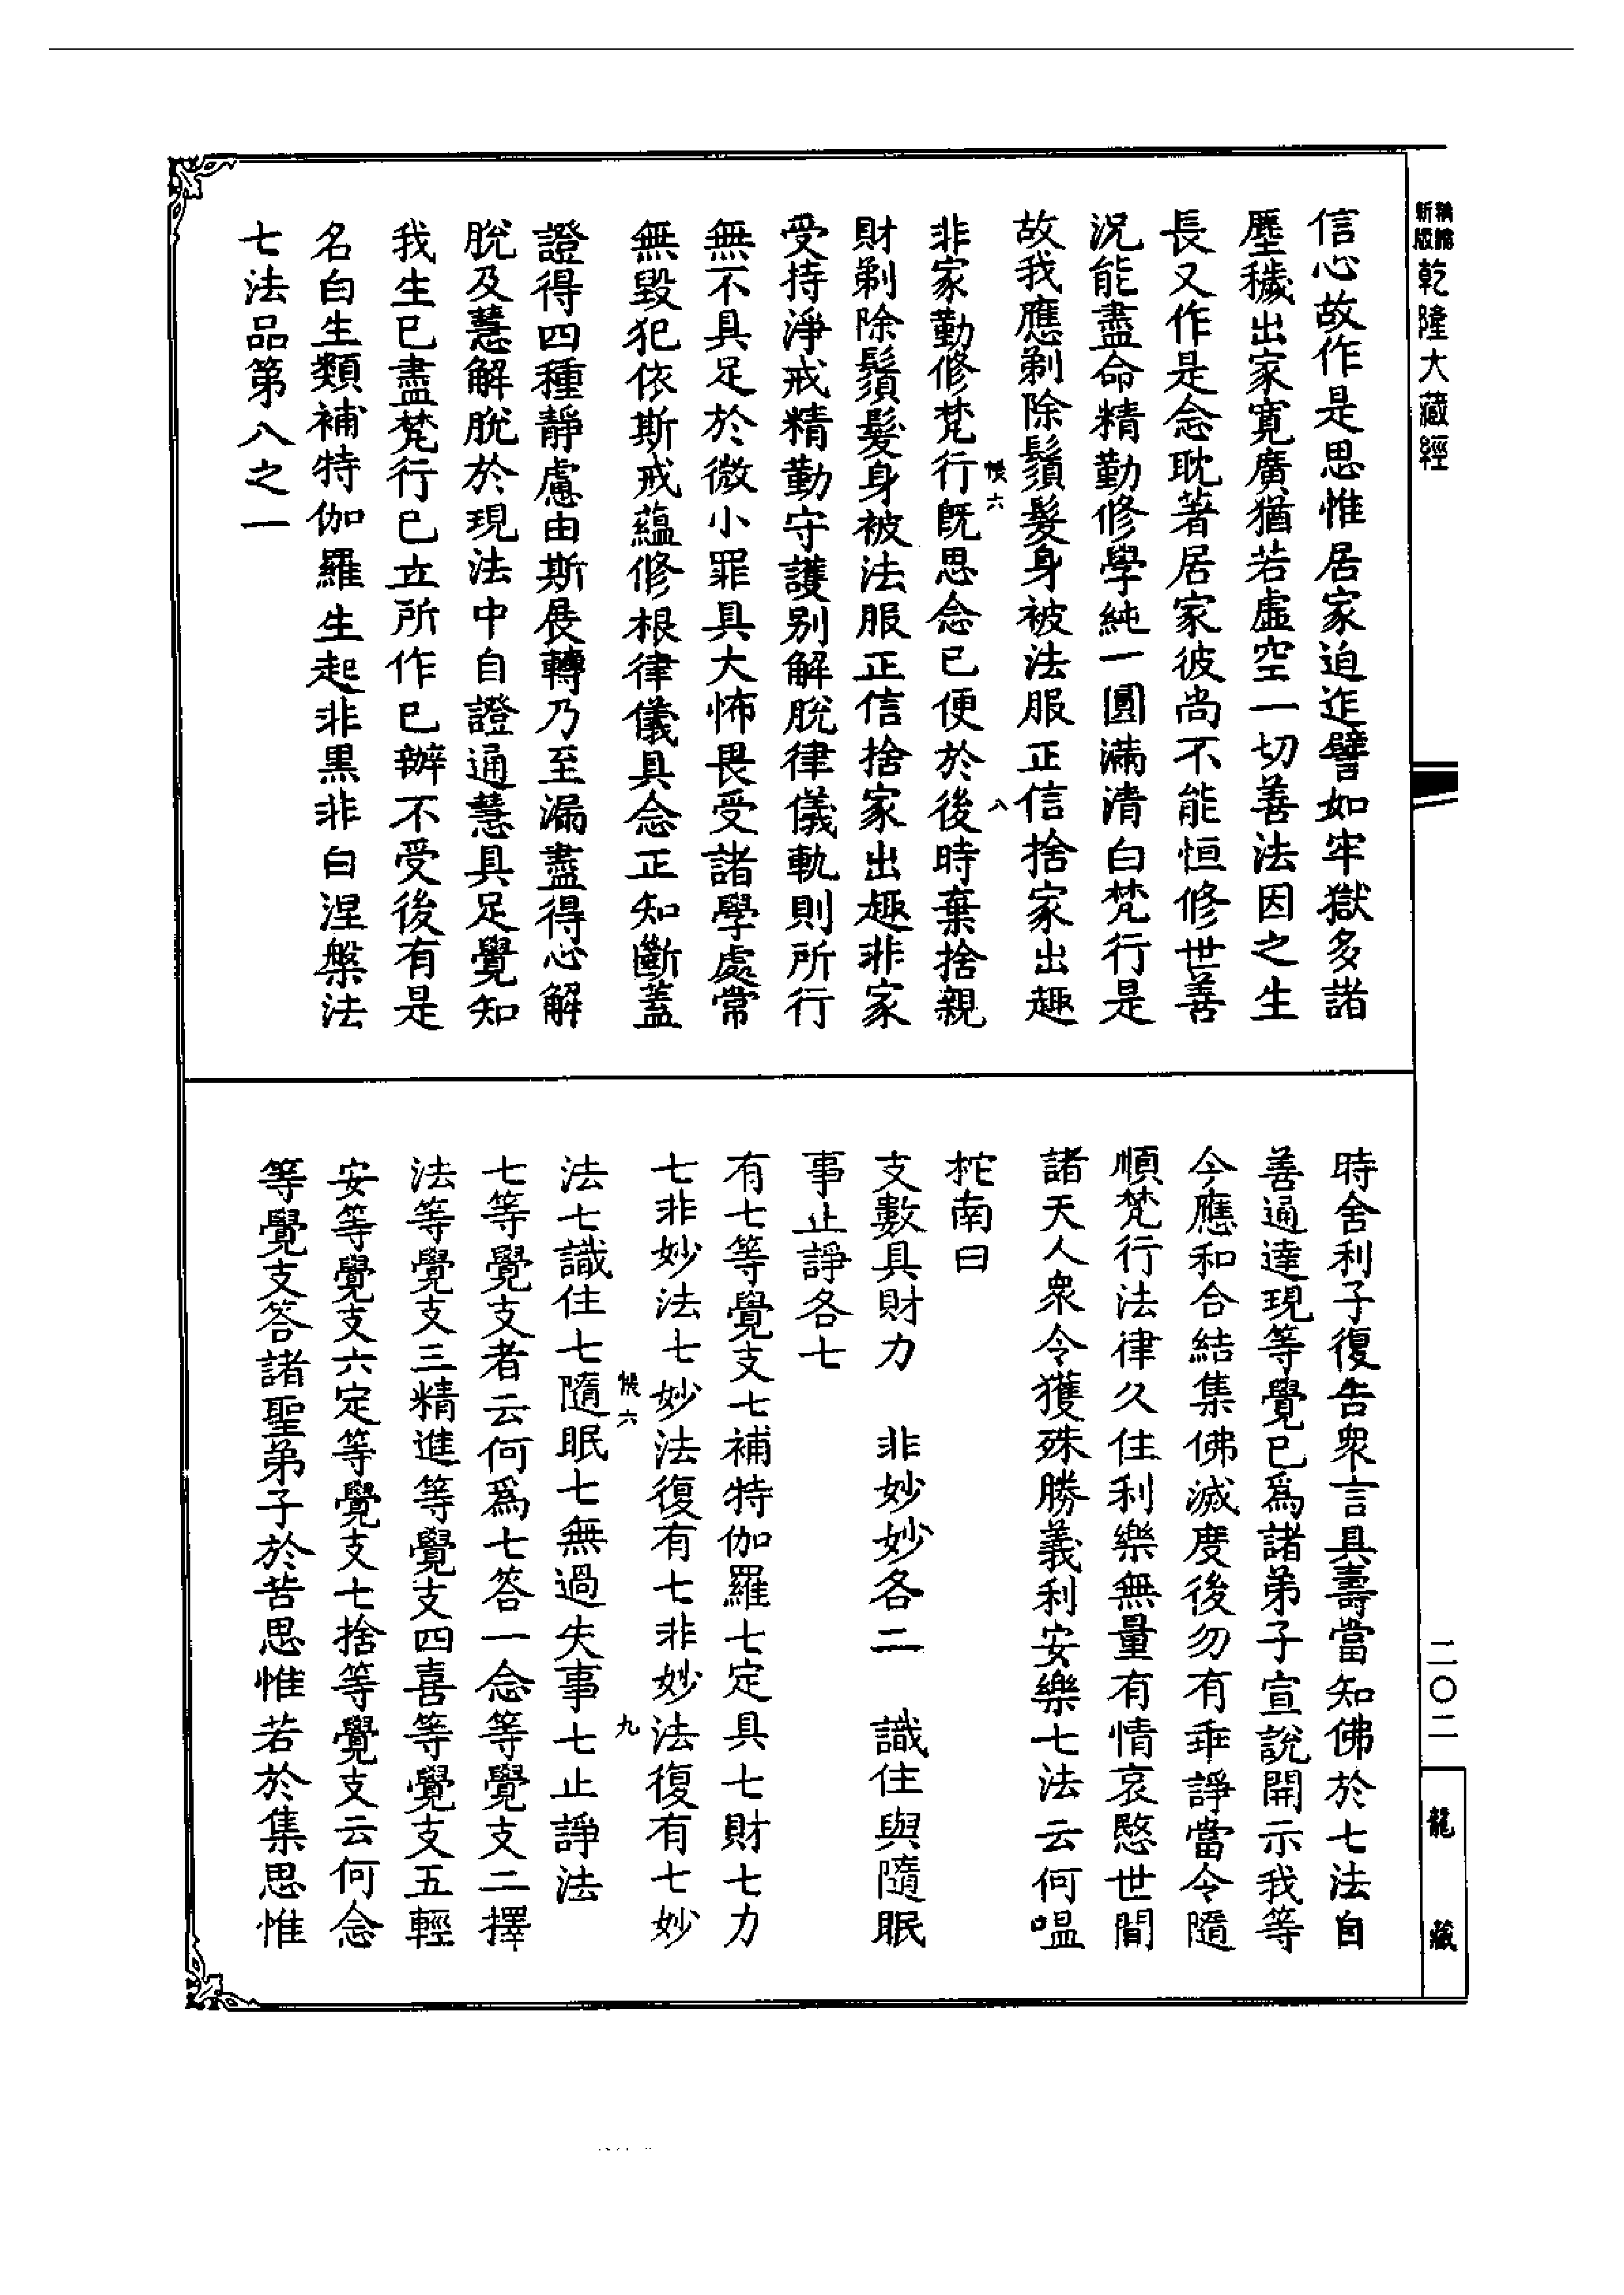 新版精編乾隆大藏經
信心故作是思惟居家迫迮譬如牢獄多諸
塵穢出家寛廣猶若虛空一切善法因之生
長又作是念耽著居家彼尚不能恒修世善
況能盡命精勤修學純一圓滿清白梵行是
故我應剃除鬚髮身被法服正信捨家出趣
非家勤修梵行既思念已便於後時棄捨親
帳六 八
財剃除鬚髮身被法服正信捨家出趣非家
受持淨戒精勤守護別解脫律儀軌則所行
無不具足於微小罪具大怖畏受諸學處常
無毀犯依斯戒蘊修根律儀具念正知斷蓋
證得四種靜慮由斯展轉乃至漏盡得心解
脫及慧解脫於現法中自證通慧具足覺知
我生已盡梵行已立所作已辦不受後有是
名白生類補特伽羅生起非黑非白涅槃法
七法品第八之一
時舍利子復告衆言具壽當知佛於七法自
善通達現等覺已爲諸弟子宣說開示我等
今應和合結集佛滅度後勿有乖諍當令隨
順梵行法律久住利樂無量有情哀愍世間
諸天人衆令獲殊勝義利安樂七法云何嗢
柁南曰
支數具財力　非妙妙各二　識住與隨眠
事止諍各七
有七等覺支七補特伽羅七定具七財七力
七非妙法七妙法復有七非妙法復有七妙
帳六 九
法七識住七隨眠七無過失事七止諍法
七等覺支者云何爲七答一念等覺支二擇
法等覺支三精進等覺支四喜等覺支五輕
安等覺支六定等覺支七捨等覺支云何念
等覺支答諸聖弟子於苦思惟若於集思惟
二〇二
龍藏